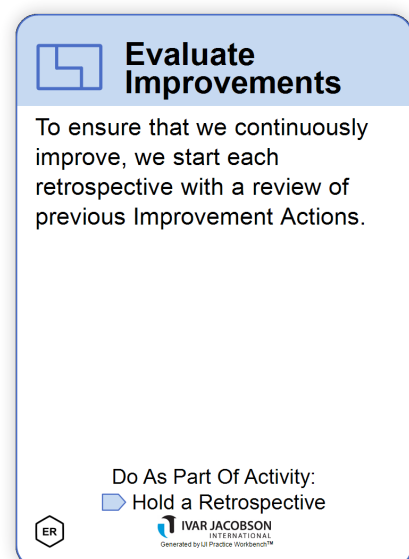 Evaluate
Improvements
To ensure that we continuously
improve, we start each
retrospective with a review of
previous Improvement Actions.
Do As Part Of Activity:
Hold a Retrospective
ER
IVAR JACOBSON
INTERNATIONAL
Generated by IJI Practice Workbench™